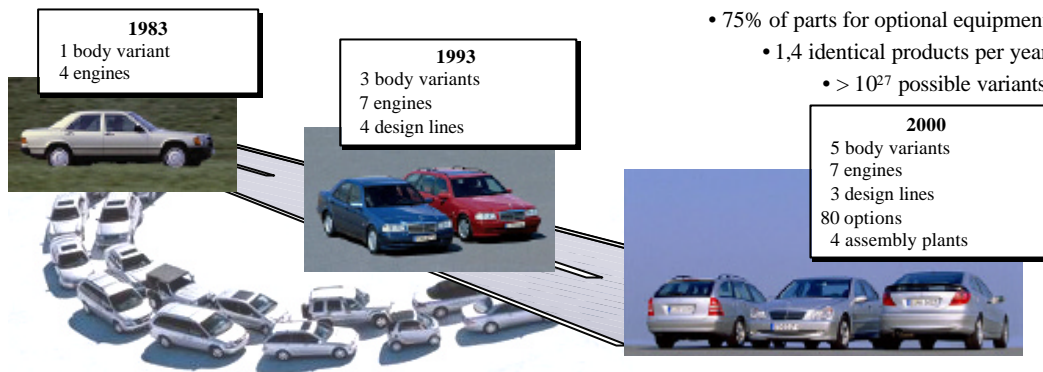 1983
1 body variant
4 engines
1993
3 body variants
7 engines
4 design lines
• 75% of parts for optional equipment
• 1,4 identical products per year
• > 10²⁷ possible variants
2000
5 body variants
7 engines
3 design lines
80 options
4 assembly plants